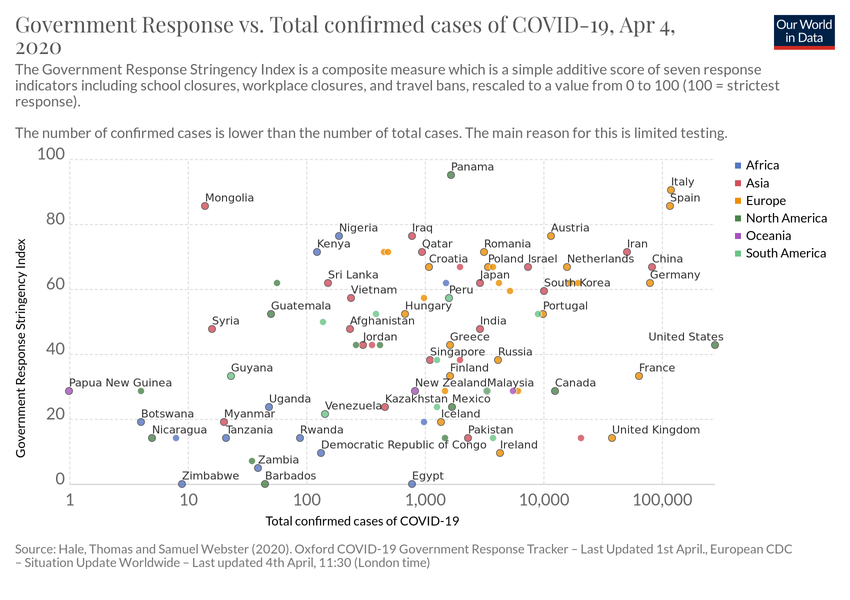 Government Response vs. Total confirmed cases of COVID-19, Apr 4,
2020
Our World
in Data
The Government Response Stringency Index is a composite measure which is a simple additive score of seven response
indicators including school closures, workplace closures, and travel bans, rescaled to a value from 0 to 100 (100 = strictest
response).
The number of confirmed cases is lower than the number of total cases. The main reason for this is limited testing.
100
Panama
Africa
Asia
Europe
North America
Oceania
South America
Italy
Mongolia
Spain
80
Nigeria
Iraq
Austria
Kenya
Qatar
Romania
Iran
Croatia
Poland
Israel
Netherlands
China
Sri Lanka
Japan
South Korea
Germany
60
Vietnam
Peru
Guatemala
Hungary
Portugal
Syria
Afghanistan
India
Jordan
Greece
United States
40
Singapore
Russia
Guyana
Finland
France
Papua New Guinea
New Zealand
Malaysia
Canada
Uganda
Venezuela
Kazakhstan
Mexico
20
Botswana
Myanmar
Iceland
Nicaragua
Tanzania
Rwanda
Pakistan
United Kingdom
Democratic Republic of Congo
Ireland
Zambia
0
Zimbabwe
Barbados
Egypt
1
10
100
1,000
10,000
100,000
Government Response Stringency Index
Total confirmed cases of COVID-19
Source: Hale, Thomas and Samuel Webster (2020). Oxford COVID-19 Government Response Tracker – Last Updated 1st April., European CDC
– Situation Update Worldwide – Last updated 4th April, 11:30 (London time)